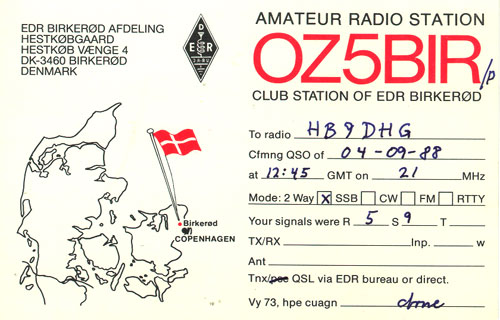 EDR BIRKERØD AFDELING
HESTKØBGAARD
HESTKØB VÆNGE 4
DK-3460 BIRKERØD
DENMARK
EDR
Birkerød
COPENHAGEN
AMATEUR RADIO STATION
OZ5BIR/p
CLUB STATION OF EDR BIRKERØD
To radio HB9DHG
Cfmng QSO of 04-09-88
at 12:45 GMT on 21 MHz
Mode: 2 Way X SSB CW FM RTTY
Your signals were R 5 S 9 T
TX/RX Inp. w
Ant
Tnx/pse QSL via EDR bureau or direct.
Vy 73, hpe cuagn